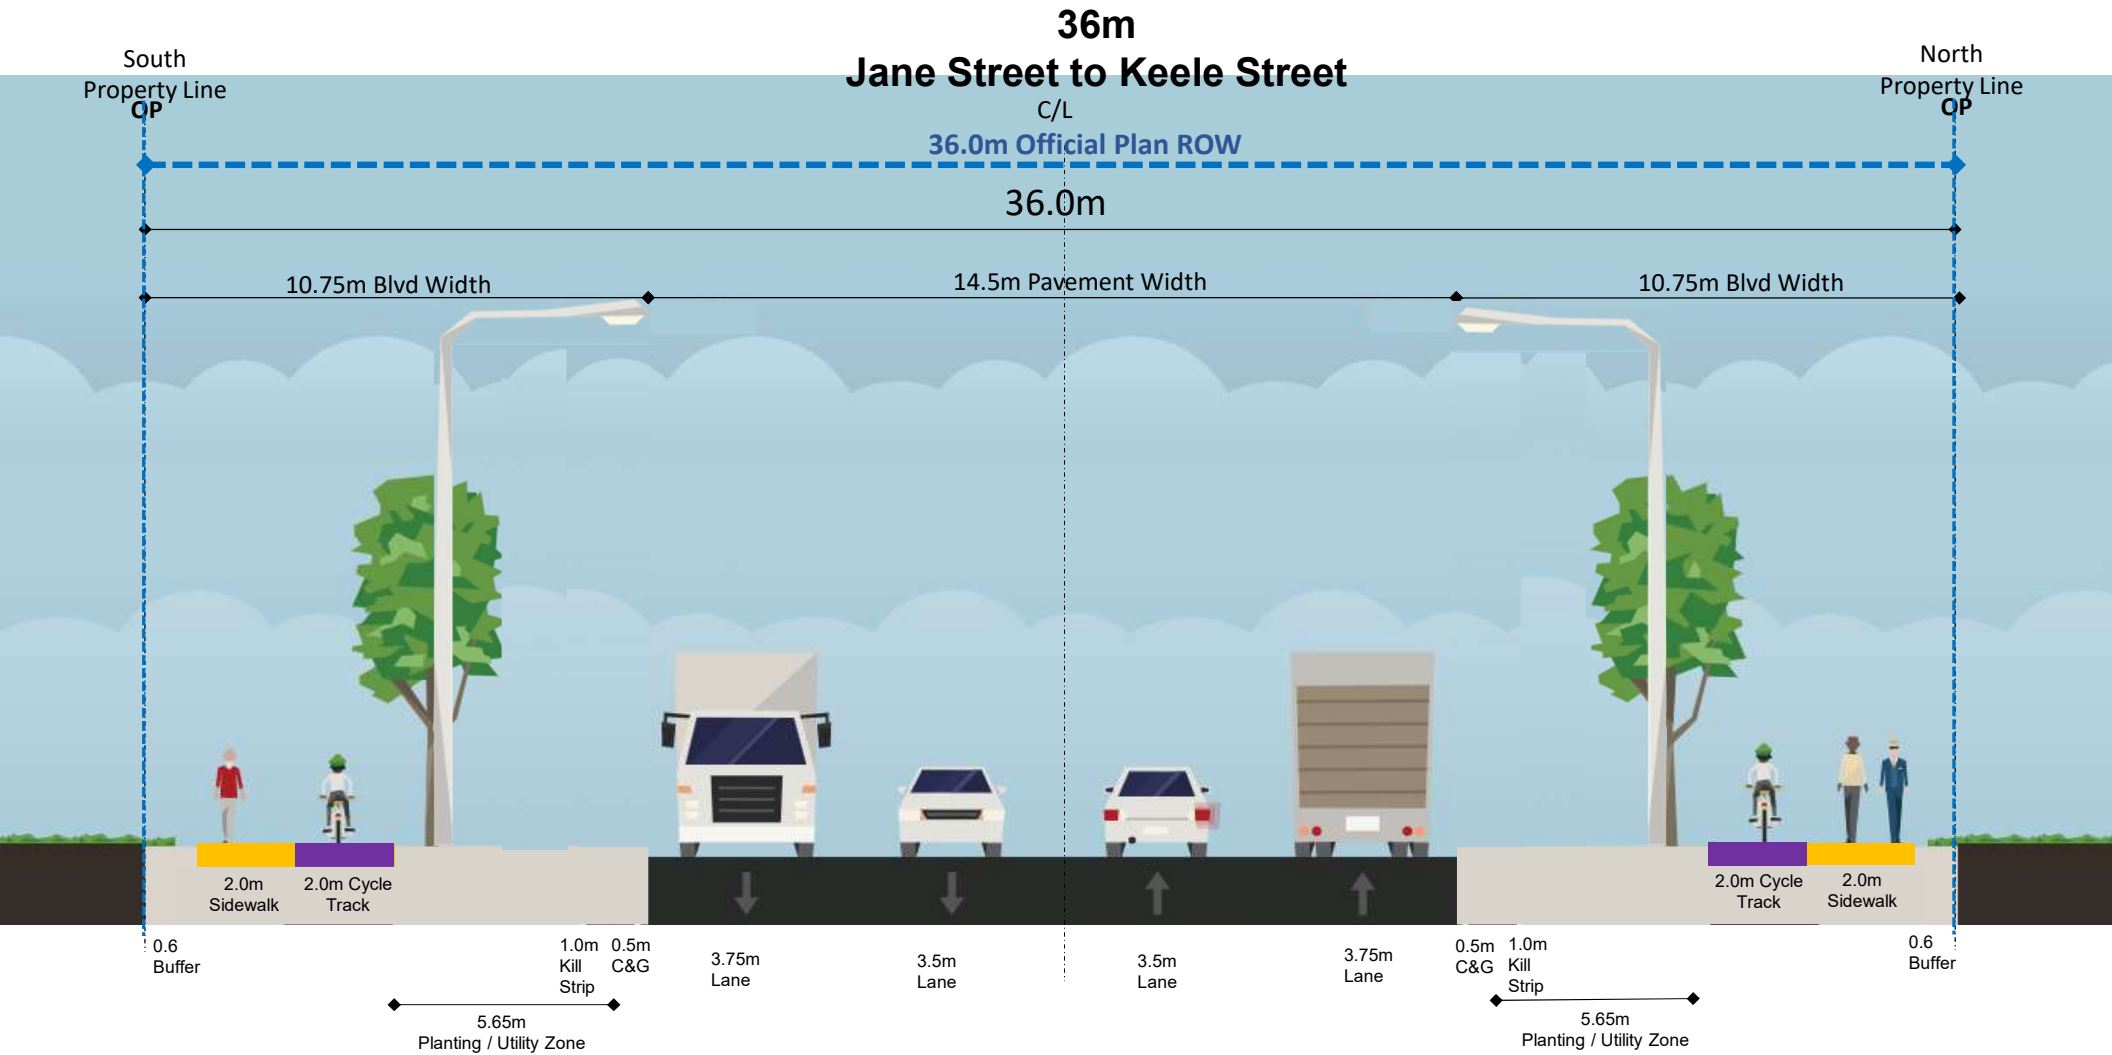 36m
Jane Street to Keele Street
South
Property Line
OP
North
Property Line
OP
C/L
36.0m Official Plan ROW
36.0m
10.75m Blvd Width
14.5m Pavement Width
10.75m Blvd Width
2.0m
Sidewalk
2.0m Cycle
Track
2.0m Cycle
Track
2.0m
Sidewalk
0.6
Buffer
1.0m
Kill
Strip
0.5m
C&G
3.75m
Lane
3.5m
Lane
3.5m
Lane
3.75m
Lane
0.5m
C&G
1.0m
Kill
Strip
0.6
Buffer
5.65m
Planting / Utility Zone
5.65m
Planting / Utility Zone